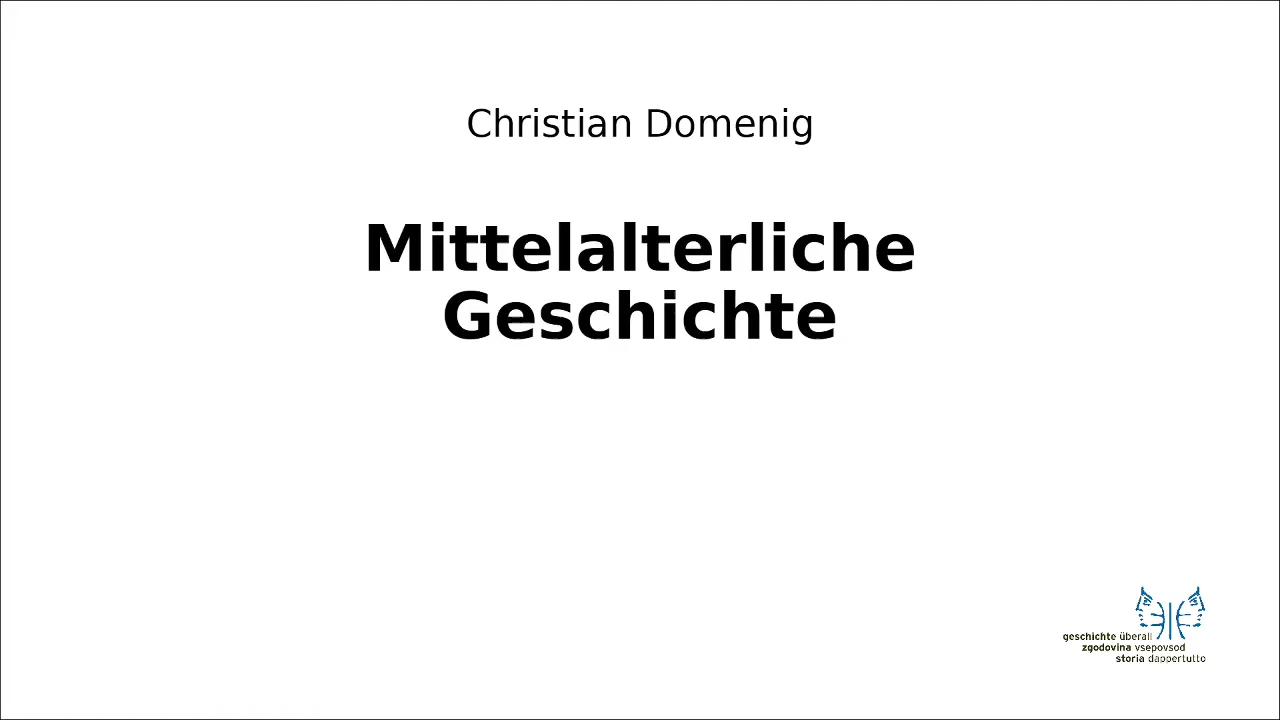 Christian Domenig
Mittelalterliche
Geschichte
geschichte überall
zgodovina vsepovsod
storia dappertutto